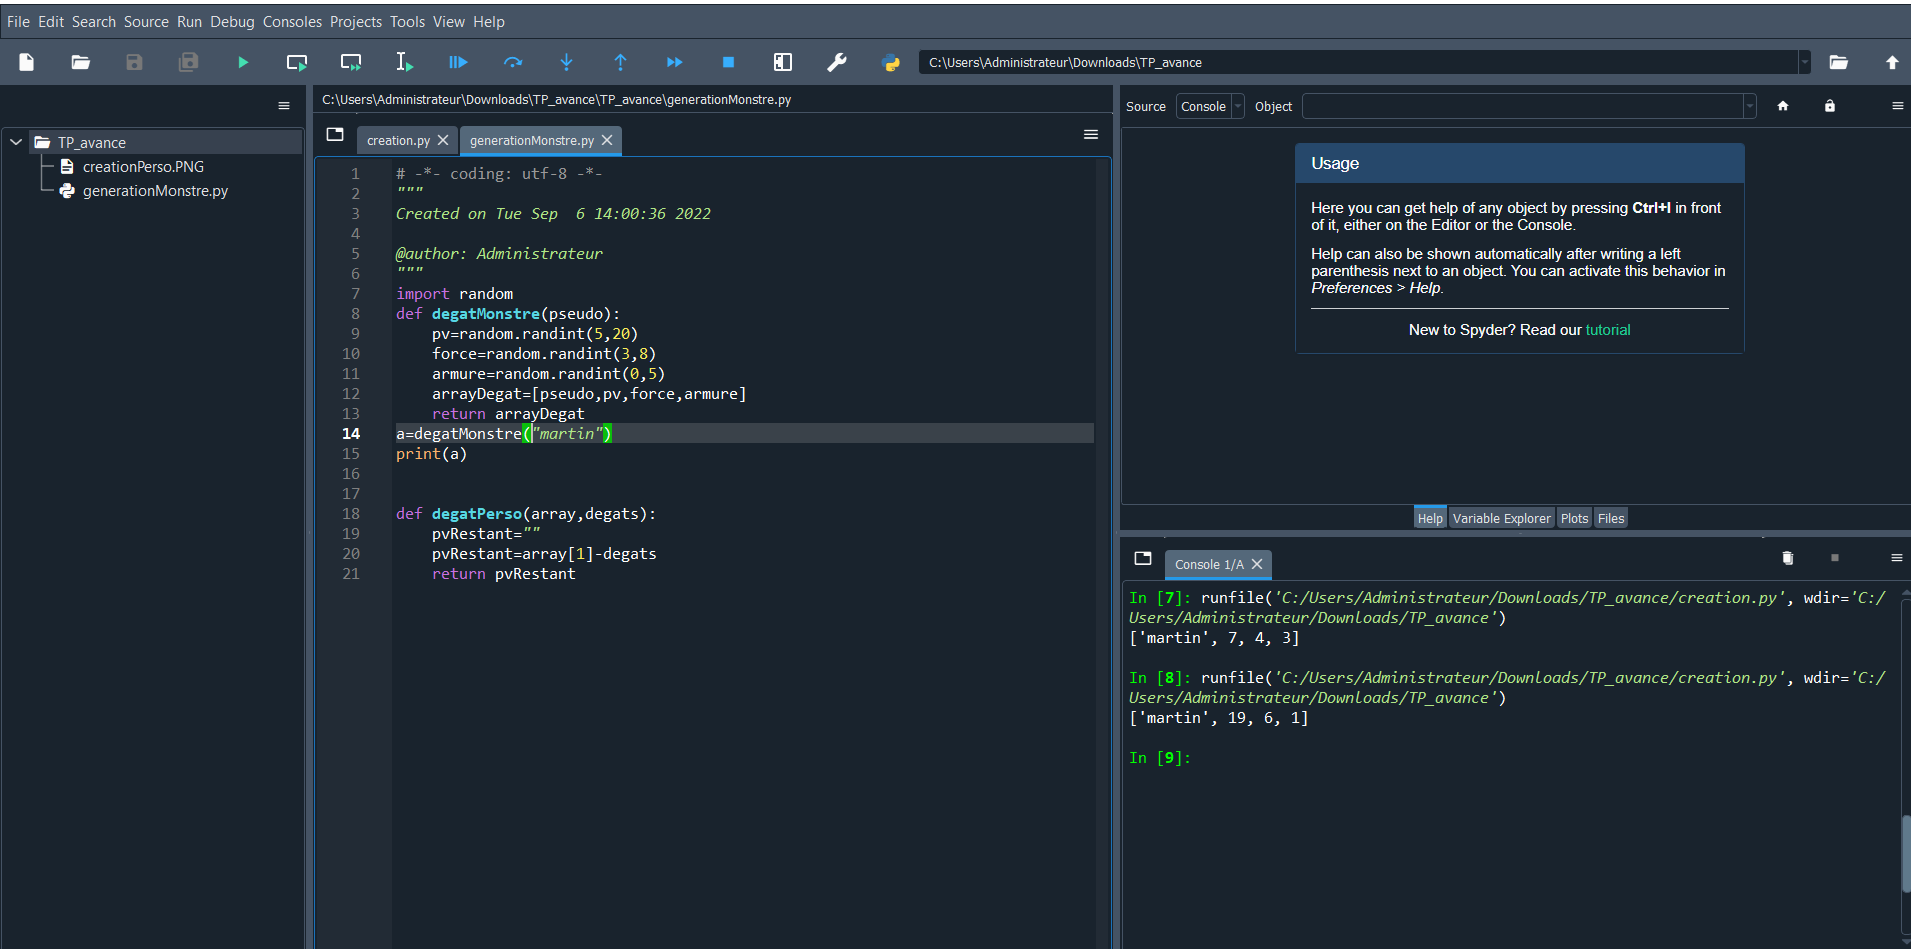 File Edit Search Source Run Debug Consoles Projects Tools View Help
C:\Users\Administrateur\Downloads\TP_avance
TP_avance
creationPerso.PNG
generationMonstre.py
C:\Users\Administrateur\Downloads\TP_avance\TP_avance\generationMonstre.py
creation.py
generationMonstre.py
1 # -*- coding: utf-8 -*-
2 """
3 Created on Tue Sep  6 14:00:36 2022
4
5 @author: Administrateur
6 """
7 import random
8 def degatMonstre(pseudo):
9     pv=random.randint(5,20)
10     force=random.randint(3,8)
11     armure=random.randint(0,5)
12     arrayDegat=[pseudo,pv,force,armure]
13     return arrayDegat
14 a=degatMonstre("martin")
15 print(a)
16
17
18 def degatPerso(array,degats):
19     pvRestant=""
20     pvRestant=array[1]-degats
21     return pvRestant
Source Console Object
Usage
Here you can get help of any object by pressing Ctrl+I in front
of it, either on the Editor or the Console.
Help can also be shown automatically after writing a left
parenthesis next to an object. You can activate this behavior in
Preferences > Help.
New to Spyder? Read our tutorial
Help Variable Explorer Plots Files
Console 1/A
In [7]: runfile('C:/Users/Administrateur/Downloads/TP_avance/creation.py', wdir='C:/
Users/Administrateur/Downloads/TP_avance')
['martin', 7, 4, 3]
In [8]: runfile('C:/Users/Administrateur/Downloads/TP_avance/creation.py', wdir='C:/
Users/Administrateur/Downloads/TP_avance')
['martin', 19, 6, 1]
In [9]: